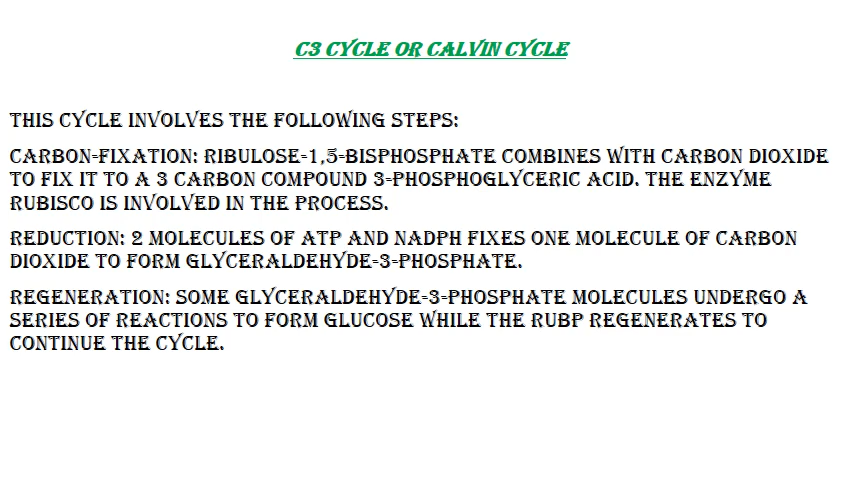 C3 CYCLE OR CALVIN CYCLE
THIS CYCLE INVOLVES THE FOLLOWING STEPS:
CARBON-FIXATION: RIBULOSE-1,5-BISPHOSPHATE COMBINES WITH CARBON DIOXIDE
TO FIX IT TO A 3 CARBON COMPOUND 3-PHOSPHOGLYCERIC ACID. THE ENZYME
RUBISCO IS INVOLVED IN THE PROCESS.
REDUCTION: 2 MOLECULES OF ATP AND NADPH FIXES ONE MOLECULE OF CARBON
DIOXIDE TO FORM GLYCERALDEHYDE-3-PHOSPHATE.
REGENERATION: SOME GLYCERALDEHYDE-3-PHOSPHATE MOLECULES UNDERGO A
SERIES OF REACTIONS TO FORM GLUCOSE WHILE THE RUBP REGENERATES TO
CONTINUE THE CYCLE.